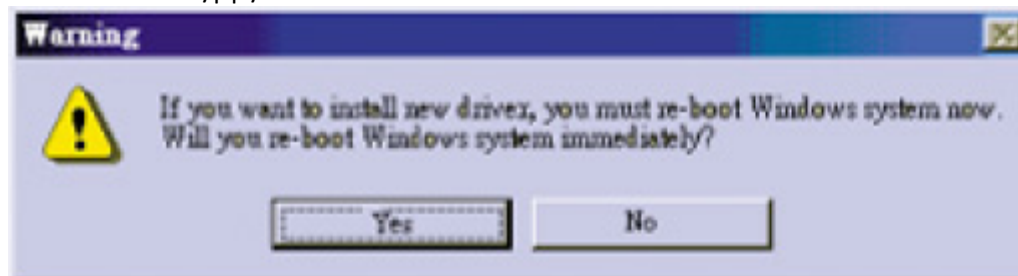 Warning
If you want to install new driver, you must re-boot Windows system now.
Will you re-boot Windows system immediately?
Yes
No